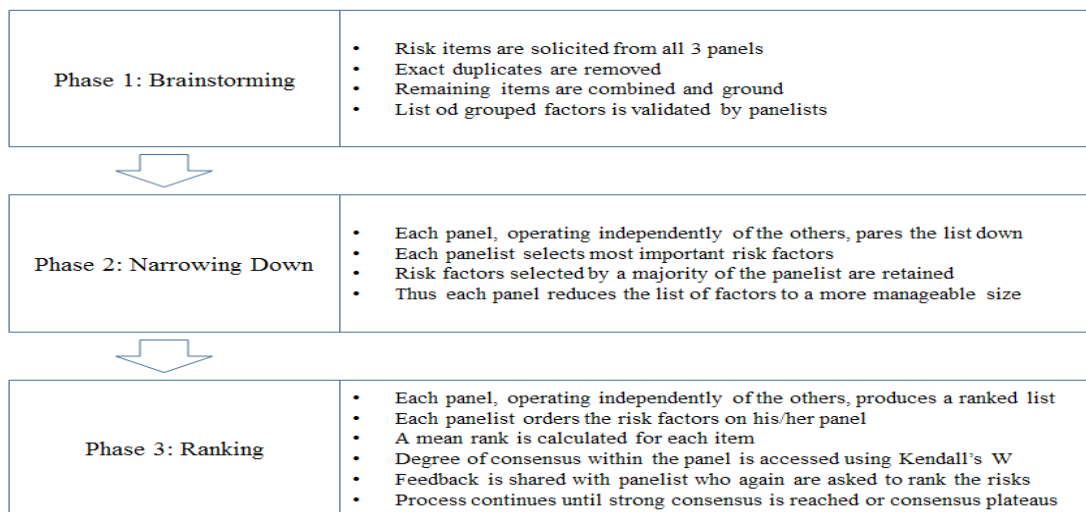 Phase 1: Brainstorming
• Risk items are solicited from all 3 panels
• Exact duplicates are removed
• Remaining items are combined and ground
• List od grouped factors is validated by panelists
Phase 2: Narrowing Down
• Each panel, operating independently of the others, pares the list down
• Each panelist selects most important risk factors
• Risk factors selected by a majority of the panelist are retained
• Thus each panel reduces the list of factors to a more manageable size
Phase 3: Ranking
• Each panel, operating independently of the others, produces a ranked list
• Each panelist orders the risk factors on his/her panel
• A mean rank is calculated for each item
• Degree of consensus within the panel is accessed using Kendall’s W
• Feedback is shared with panelist who again are asked to rank the risks
• Process continues until strong consensus is reached or consensus plateaus